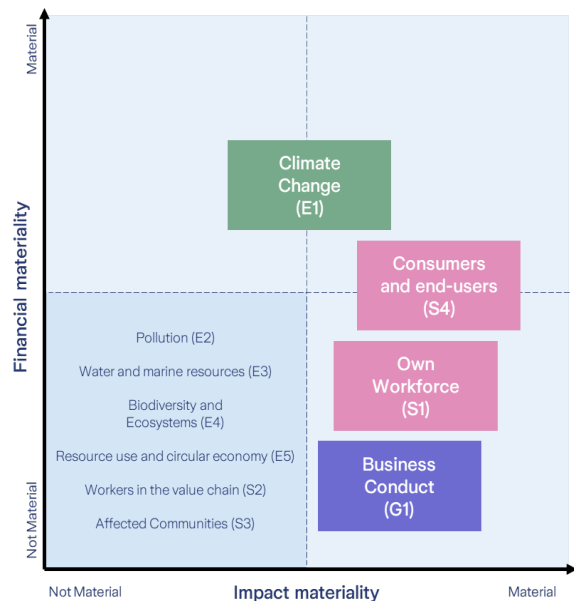 Material
Financial materiality
Not Material
Climate
Change
(E1)
Consumers
and end-users
(S4)
Own
Workforce
(S1)
Business
Conduct
(G1)
Pollution (E2)
Water and marine resources (E3)
Biodiversity and
Ecosystems (E4)
Resource use and circular economy (E5)
Workers in the value chain (S2)
Affected Communities (S3)
Not Material
Impact materiality
Material